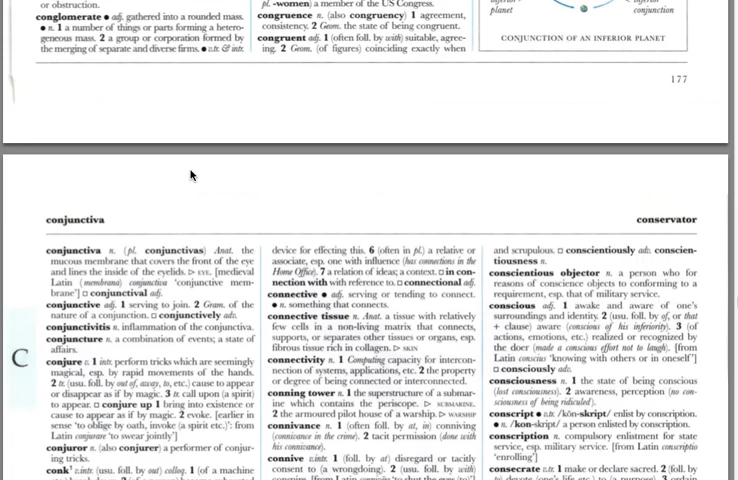 or obstruction.
conglomerate ● adj. gathered into a rounded mass.
● n. 1 a number of things or parts forming a hetero-
geneous mass. 2 a group or corporation formed by
the merging of separate and diverse firms. ● v.tr. & intr.
pl. -women) a member of the US Congress.
congruence n. (also congruency) 1 agreement,
consistency. 2 Geom. the state of being congruent.
congruent adj. 1 (often foll. by with) suitable, agree-
ing. 2 Geom. (of figures) coinciding exactly when
planet
conjunction
CONJUNCTION OF AN INFERIOR PLANET
177
conjunctiva
conservator
C
conjunctiva n. (pl. conjunctivas) Anat. the
mucous membrane that covers the front of the eye
and lines the inside of the eyelids. ▷ EYE. [medieval
Latin (membrana) conjunctiva ‘conjunctive mem-
brane’] □ conjunctival adj.
conjunctive adj. 1 serving to join. 2 Gram. of the
nature of a conjunction. □ conjunctively adv.
conjunctivitis n. inflammation of the conjunctiva.
conjuncture n. a combination of events; a state of
affairs.
conjure v. 1 intr. perform tricks which are seemingly
magical, esp. by rapid movements of the hands.
2 tr. (usu. foll. by out of, away, to, etc.) cause to appear
or disappear as if by magic. 3 tr. call upon (a spirit)
to appear. □ conjure up 1 bring into existence or
cause to appear as if by magic. 2 evoke. [earlier in
sense ‘to oblige by oath, invoke (a spirit etc.)’: from
Latin conjurare ‘to swear jointly’]
conjuror n. (also conjurer) a performer of conjur-
ing tricks.
conk¹ v.intr. (usu. foll. by out) colloq. 1 (of a machine
device for effecting this. 6 (often in pl.) a relative or
associate, esp. one with influence (has connections in the
Home Office). 7 a relation of ideas; a context. □ in con-
nection with with reference to. □ connectional adj.
connective ● adj. serving or tending to connect.
● n. something that connects.
connective tissue n. Anat. a tissue with relatively
few cells in a non-living matrix that connects,
supports, or separates other tissues or organs, esp.
fibrous tissue rich in collagen. ▷ SKIN
connectivity n. 1 Computing capacity for intercon-
nection of systems, applications, etc. 2 the property
or degree of being connected or interconnected.
conning tower n. 1 the superstructure of a submar-
ine which contains the periscope. ▷ SUBMARINE.
2 the armoured pilot house of a warship. ▷ WARSHIP
connivance n. 1 (often foll. by at, in) conniving
(connivance in the crime). 2 tacit permission (done with
his connivance).
connive v.intr. 1 (foll. by at) disregard or tacitly
consent to (a wrongdoing). 2 (usu. foll. by with)
and scrupulous. □ conscientiously adv. conscien-
tiousness n.
conscientious objector n. a person who for
reasons of conscience objects to conforming to a
requirement, esp. that of military service.
conscious adj. 1 awake and aware of one’s
surroundings and identity. 2 (usu. foll. by of, or that
+ clause) aware (conscious of his inferiority). 3 (of
actions, emotions, etc.) realized or recognized by
the doer (made a conscious effort not to laugh). [from
Latin conscius ‘knowing with others or in oneself’]
□ consciously adv.
consciousness n. 1 the state of being conscious
(lost consciousness). 2 awareness, perception (no con-
sciousness of being ridiculed).
conscript ● v.tr. /kŏn-skript/ enlist by conscription.
● n. /kon-skript/ a person enlisted by conscription.
conscription n. compulsory enlistment for state
service, esp. military service. [from Latin conscriptio
‘enrolling’]
consecrate v.tr. 1 make or declare sacred. 2 (foll. by